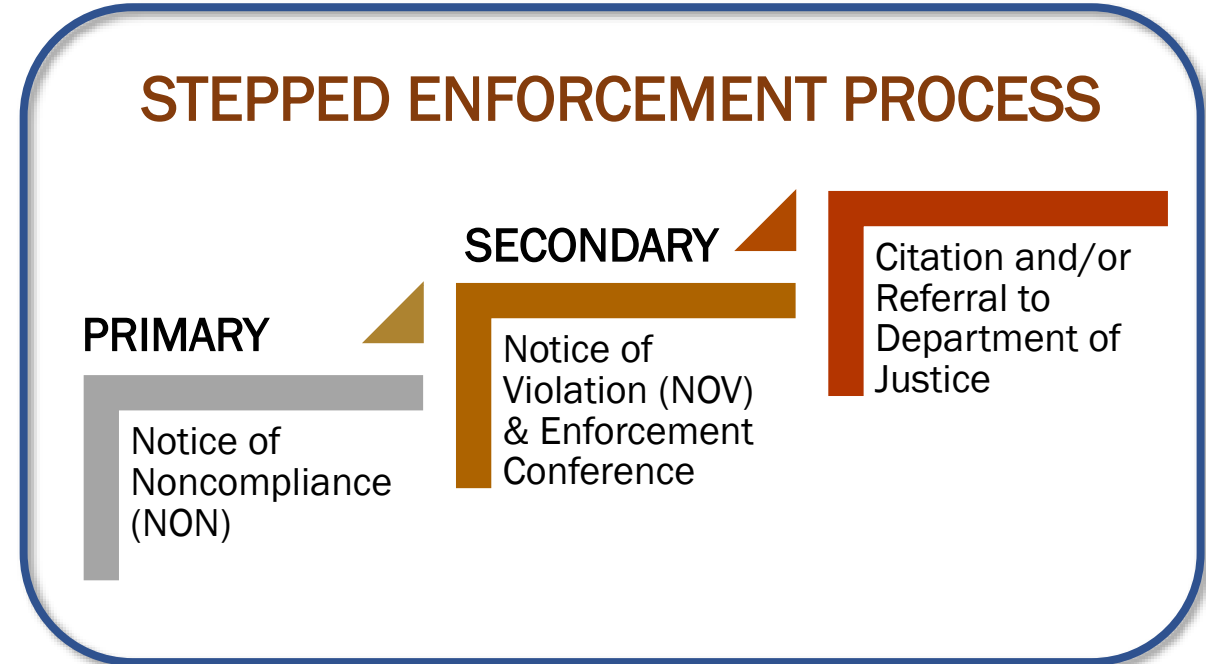 STEPPED ENFORCEMENT PROCESS
PRIMARY
Notice of
Noncompliance
(NON)
SECONDARY
Notice of
Violation (NOV)
& Enforcement
Conference
Citation and/or
Referral to
Department of
Justice